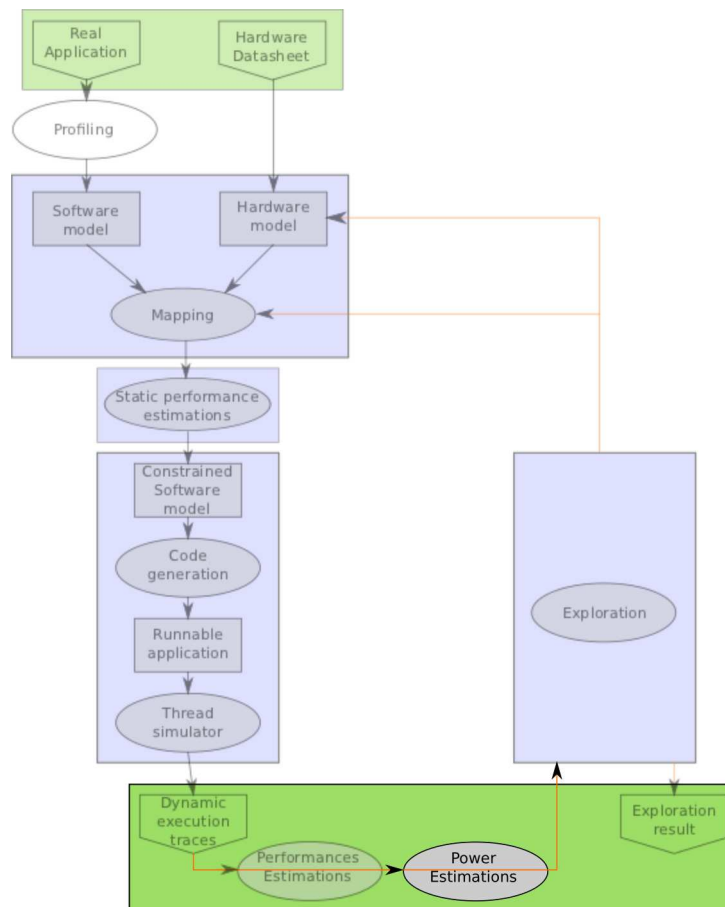 Real
Application
Hardware
Datasheet
Profiling
Software
model
Hardware
model
Mapping
Static performance
estimations
Constrained
Software
model
Code
generation
Exploration
Runnable
application
Thread
simulator
Dynamic
execution
traces
Exploration
result
Performances
Estimations
Power
Estimations